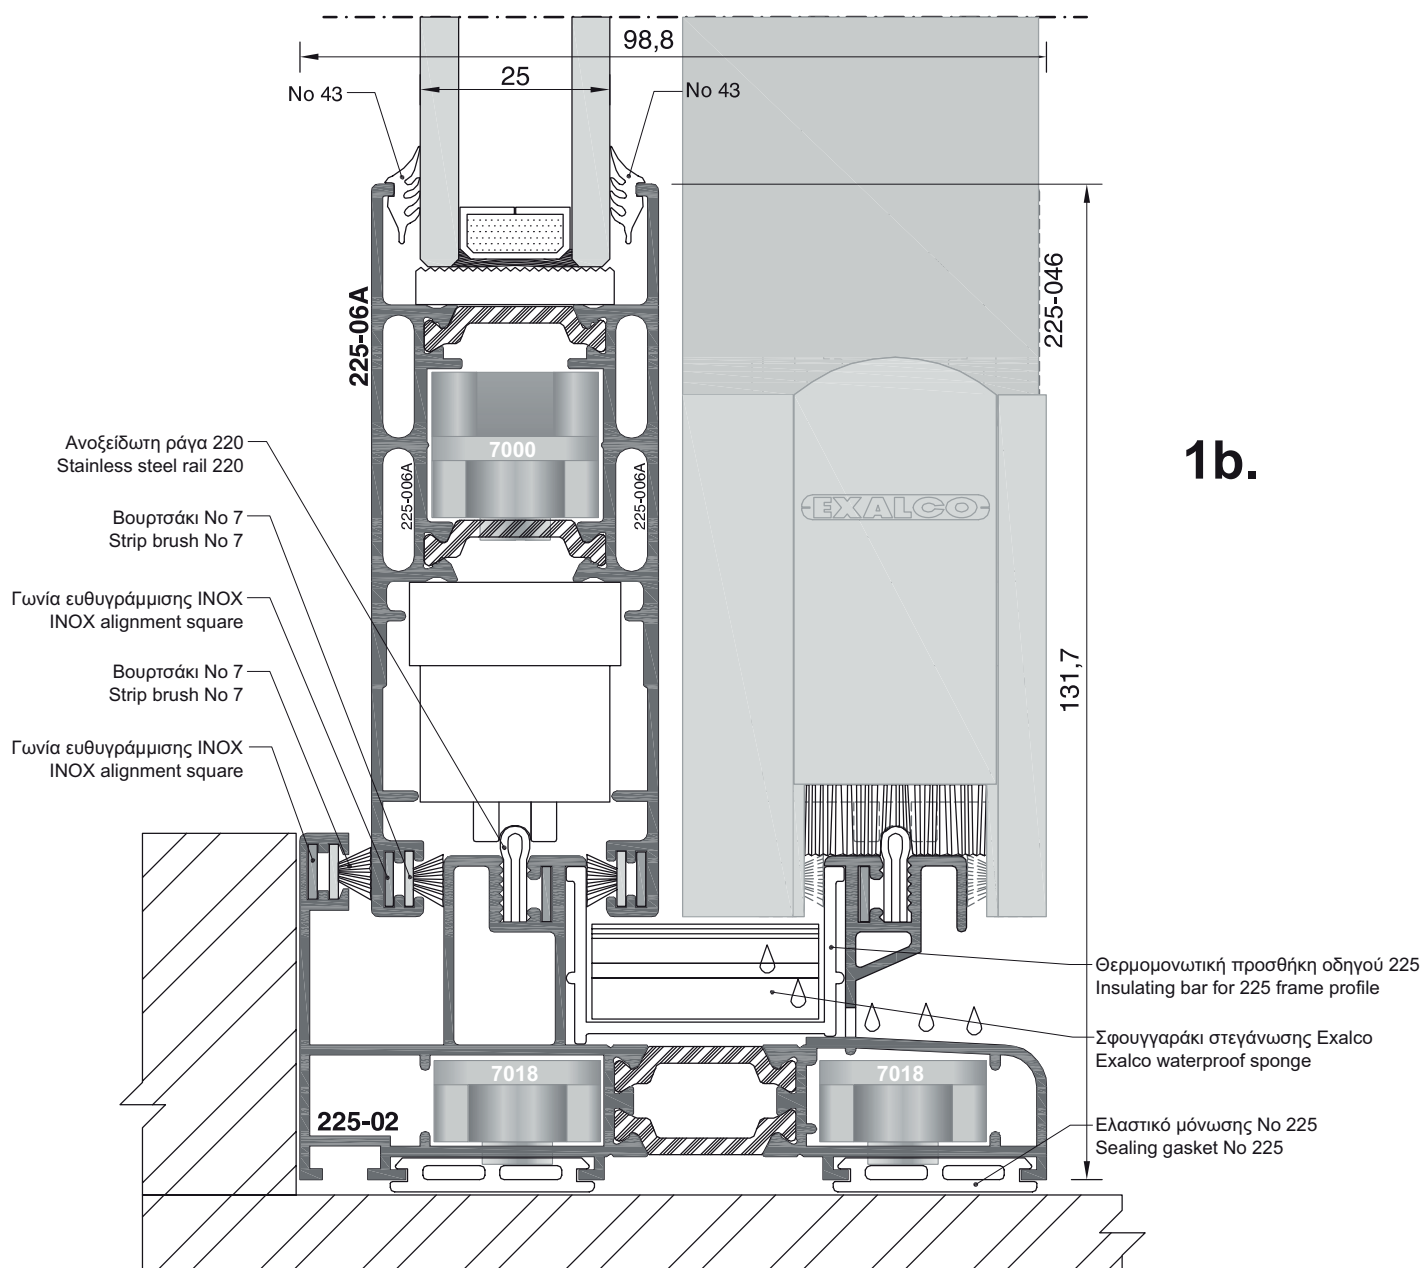 98,8
25
No 43
No 43
225-06A
225-046
7000
225-006A
225-006A
EXALCO
1b.
131,7
Ανοξείδωτη ράγα 220
Stainless steel rail 220
Βουρτσάκι Νο 7
Strip brush No 7
Γωνία ευθυγράμμισης INOX
INOX alignment square
Βουρτσάκι Νο 7
Strip brush No 7
Γωνία ευθυγράμμισης INOX
INOX alignment square
Θερμομονωτική προσθήκη οδηγού 225
Insulating bar for 225 frame profile
Σφουγγαράκι στεγάνωσης Exalco
Exalco waterproof sponge
7018
7018
225-02
Ελαστικό μόνωσης Νο 225
Sealing gasket No 225